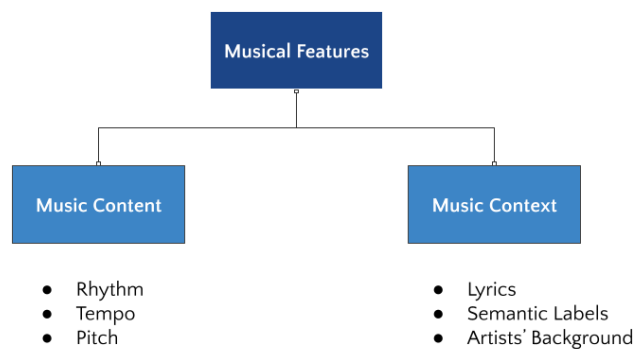 Musical Features
Music Content
Music Context
● Rhythm
● Tempo
● Pitch
● Lyrics
● Semantic Labels
● Artists’ Background